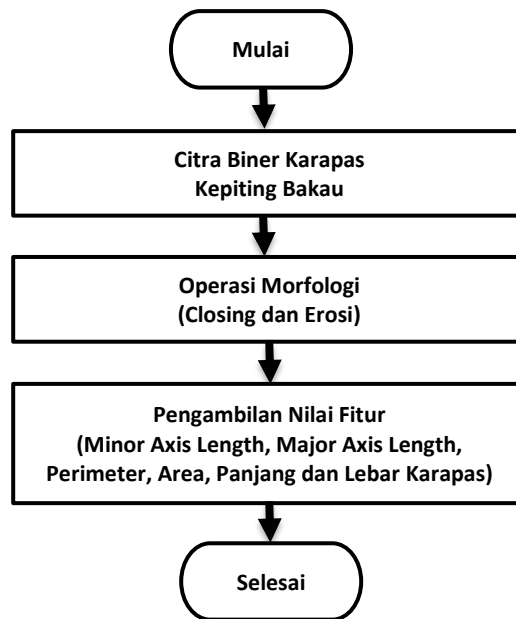 Mulai
Citra Biner Karapas
Kepiting Bakau
Operasi Morfologi
(Closing dan Erosi)
Pengambilan Nilai Fitur
(Minor Axis Length, Major Axis Length,
Perimeter, Area, Panjang dan Lebar Karapas)
Selesai